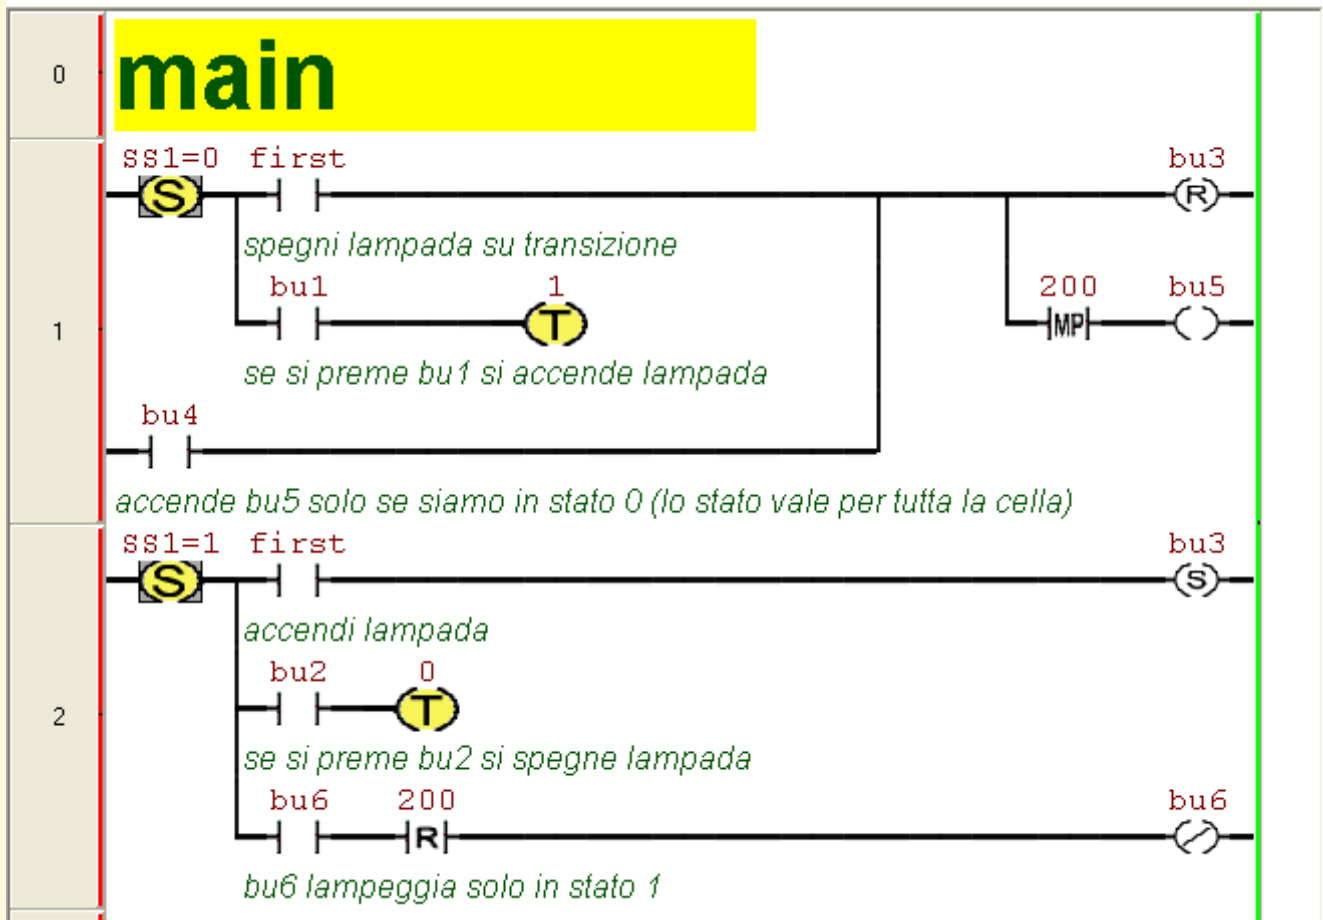 0
main
ss1=0 first bu3
S R
spegni lampada su transizione
bu1 1 200 bu5
1
T MP
se si preme bu1 si accende lampada
bu4
accende bu5 solo se siamo in stato 0 (lo stato vale per tutta la cella)
ss1=1 first bu3
S S
accendi lampada
bu2 0
2
T
se si preme bu2 si spegne lampada
bu6 200 bu6
R
bu6 lampeggia solo in stato 1